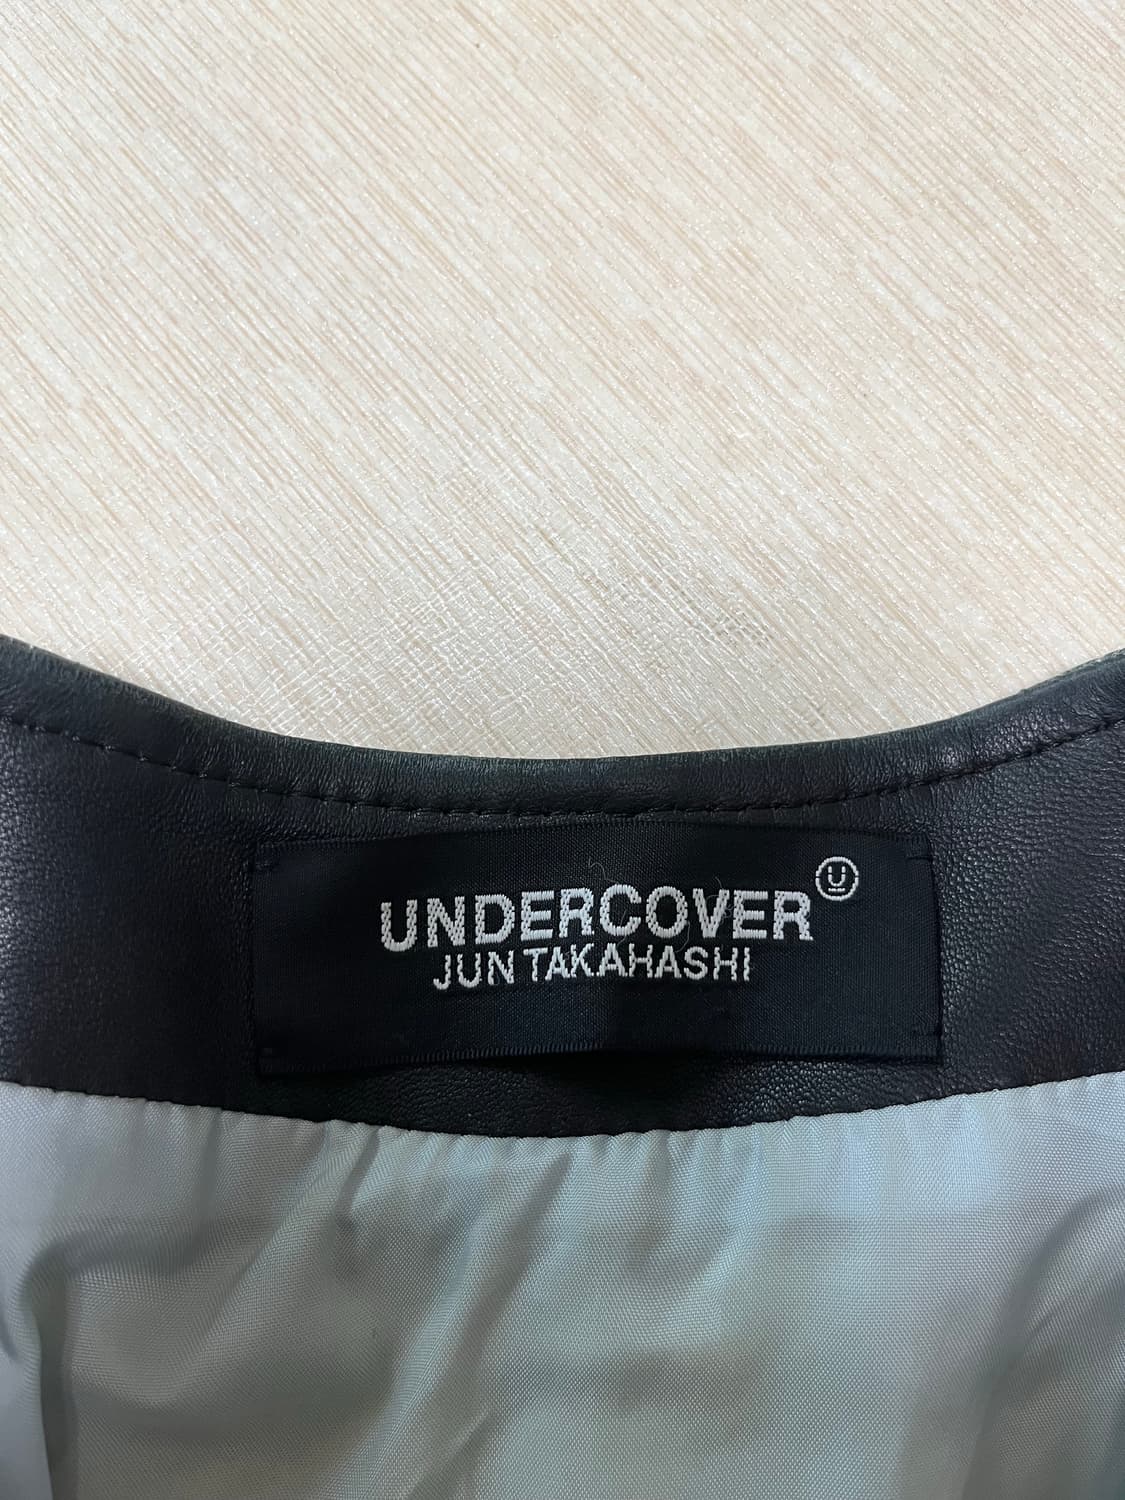 UNDERCOVER Ⓤ
JUN TAKAHASHI